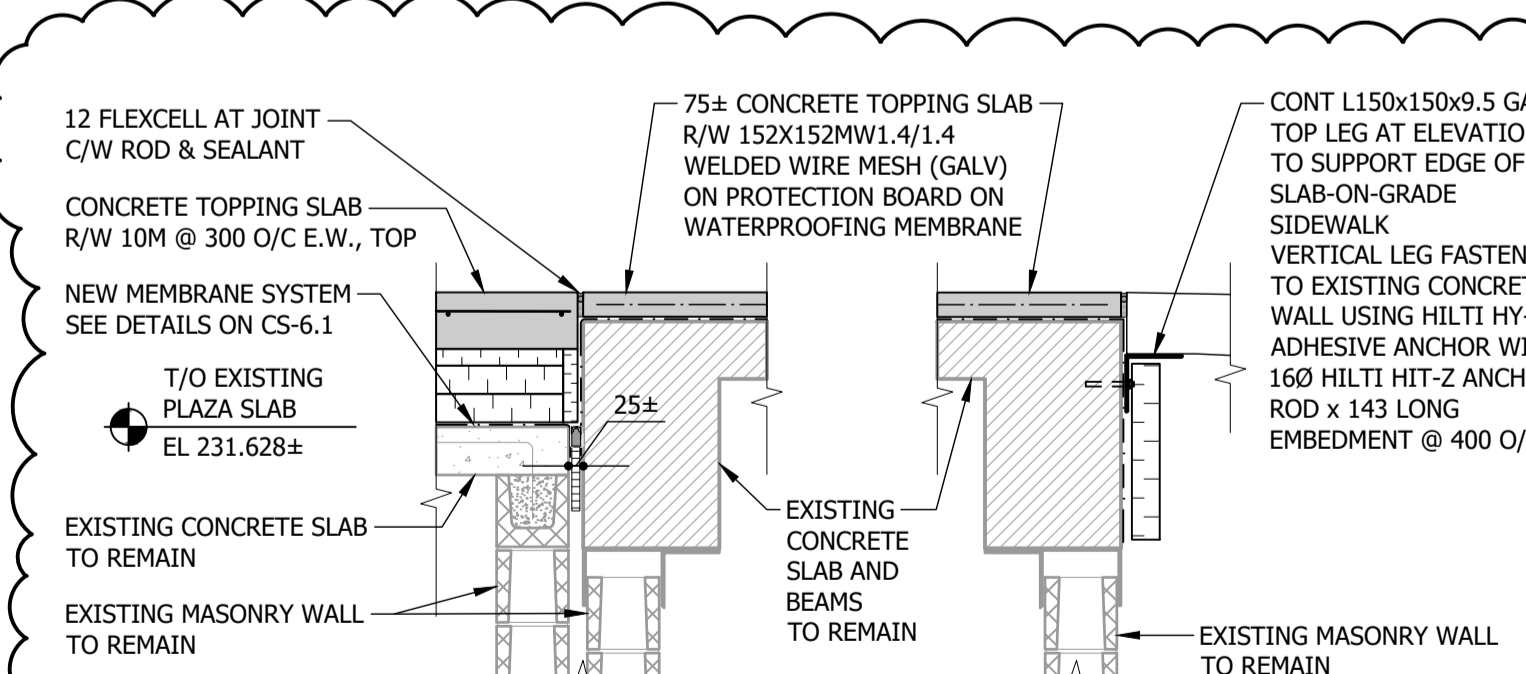 12 FLEXCELL AT JOINT
C/W ROD & SEALANT
CONCRETE TOPPING SLAB
R/W 10M @ 300 O/C E.W., TOP
NEW MEMBRANE SYSTEM
SEE DETAILS ON CS-6.1
T/O EXISTING
PLAZA SLAB
EL 231.628±
EXISTING CONCRETE SLAB
TO REMAIN
EXISTING MASONRY WALL
TO REMAIN
75± CONCRETE TOPPING SLAB
R/W 152X152MW1.4/1.4
WELDED WIRE MESH (GALV)
ON PROTECTION BOARD ON
WATERPROOFING MEMBRANE
25±
EXISTING
CONCRETE
SLAB AND
BEAMS
TO REMAIN
CONT L150x150x9.5
TOP LEG AT
TO SUPPORT EDGE OF
SLAB-ON-GRADE
SIDEWALK
VERTICAL LEG
TO EXISTING
WALL USING HILTI
ADHESIVE ANCHOR
16Ø HILTI HIT-Z
ROD x 143 LONG
EMBEDMENT @ 400
EXISTING MASONRY WALL
TO REMAIN